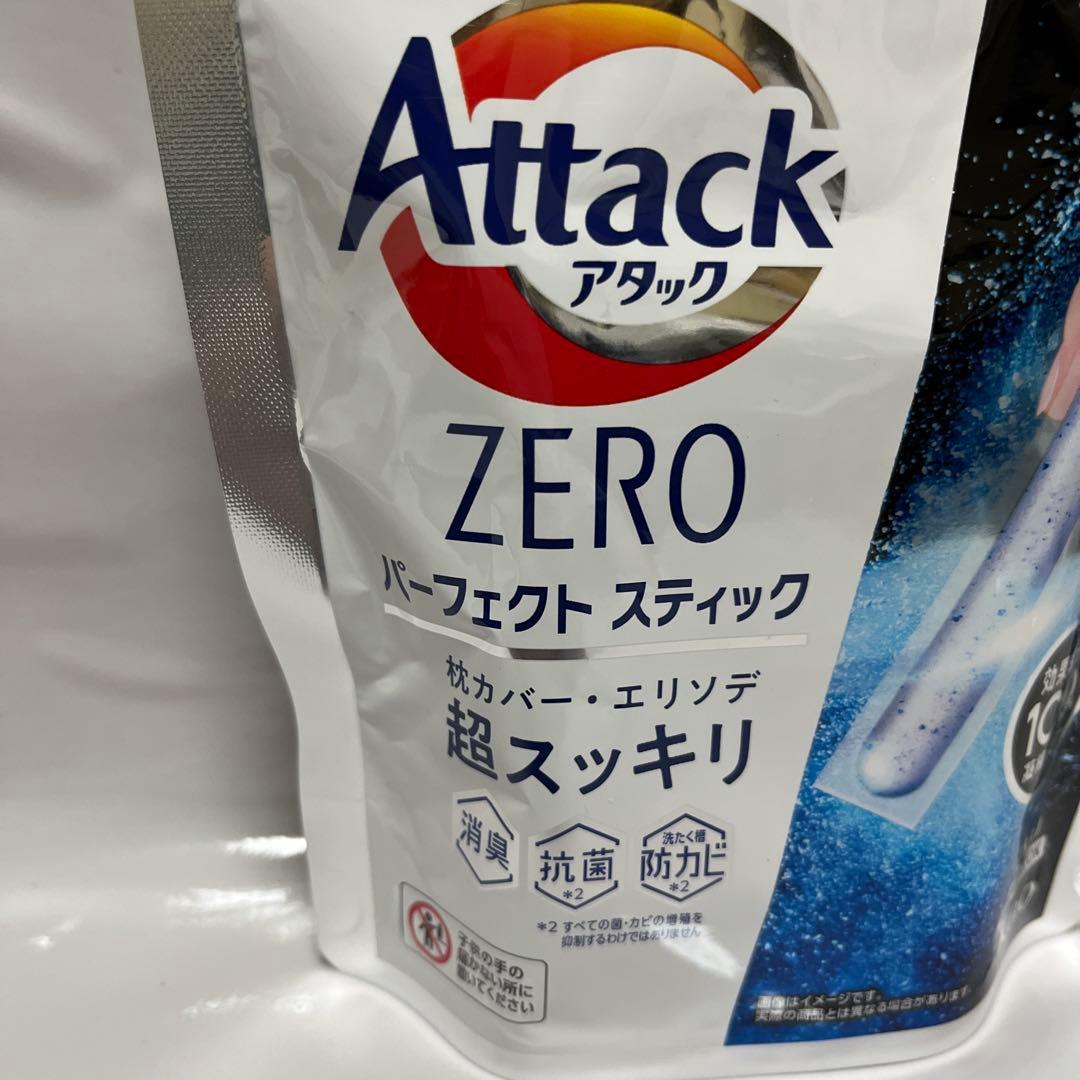 Attack
アタック
ZERO
パーフェクト スティック
枕カバー・エリソデ
超スッキリ
消臭
抗菌
*2
洗たく槽
防カビ
*2
*2 すべての菌・カビの増殖を
抑制するわけではありません
子供の手の
届かない所に
置いてください
画像はイメージです。
実際の商品とは異なる場合があります。